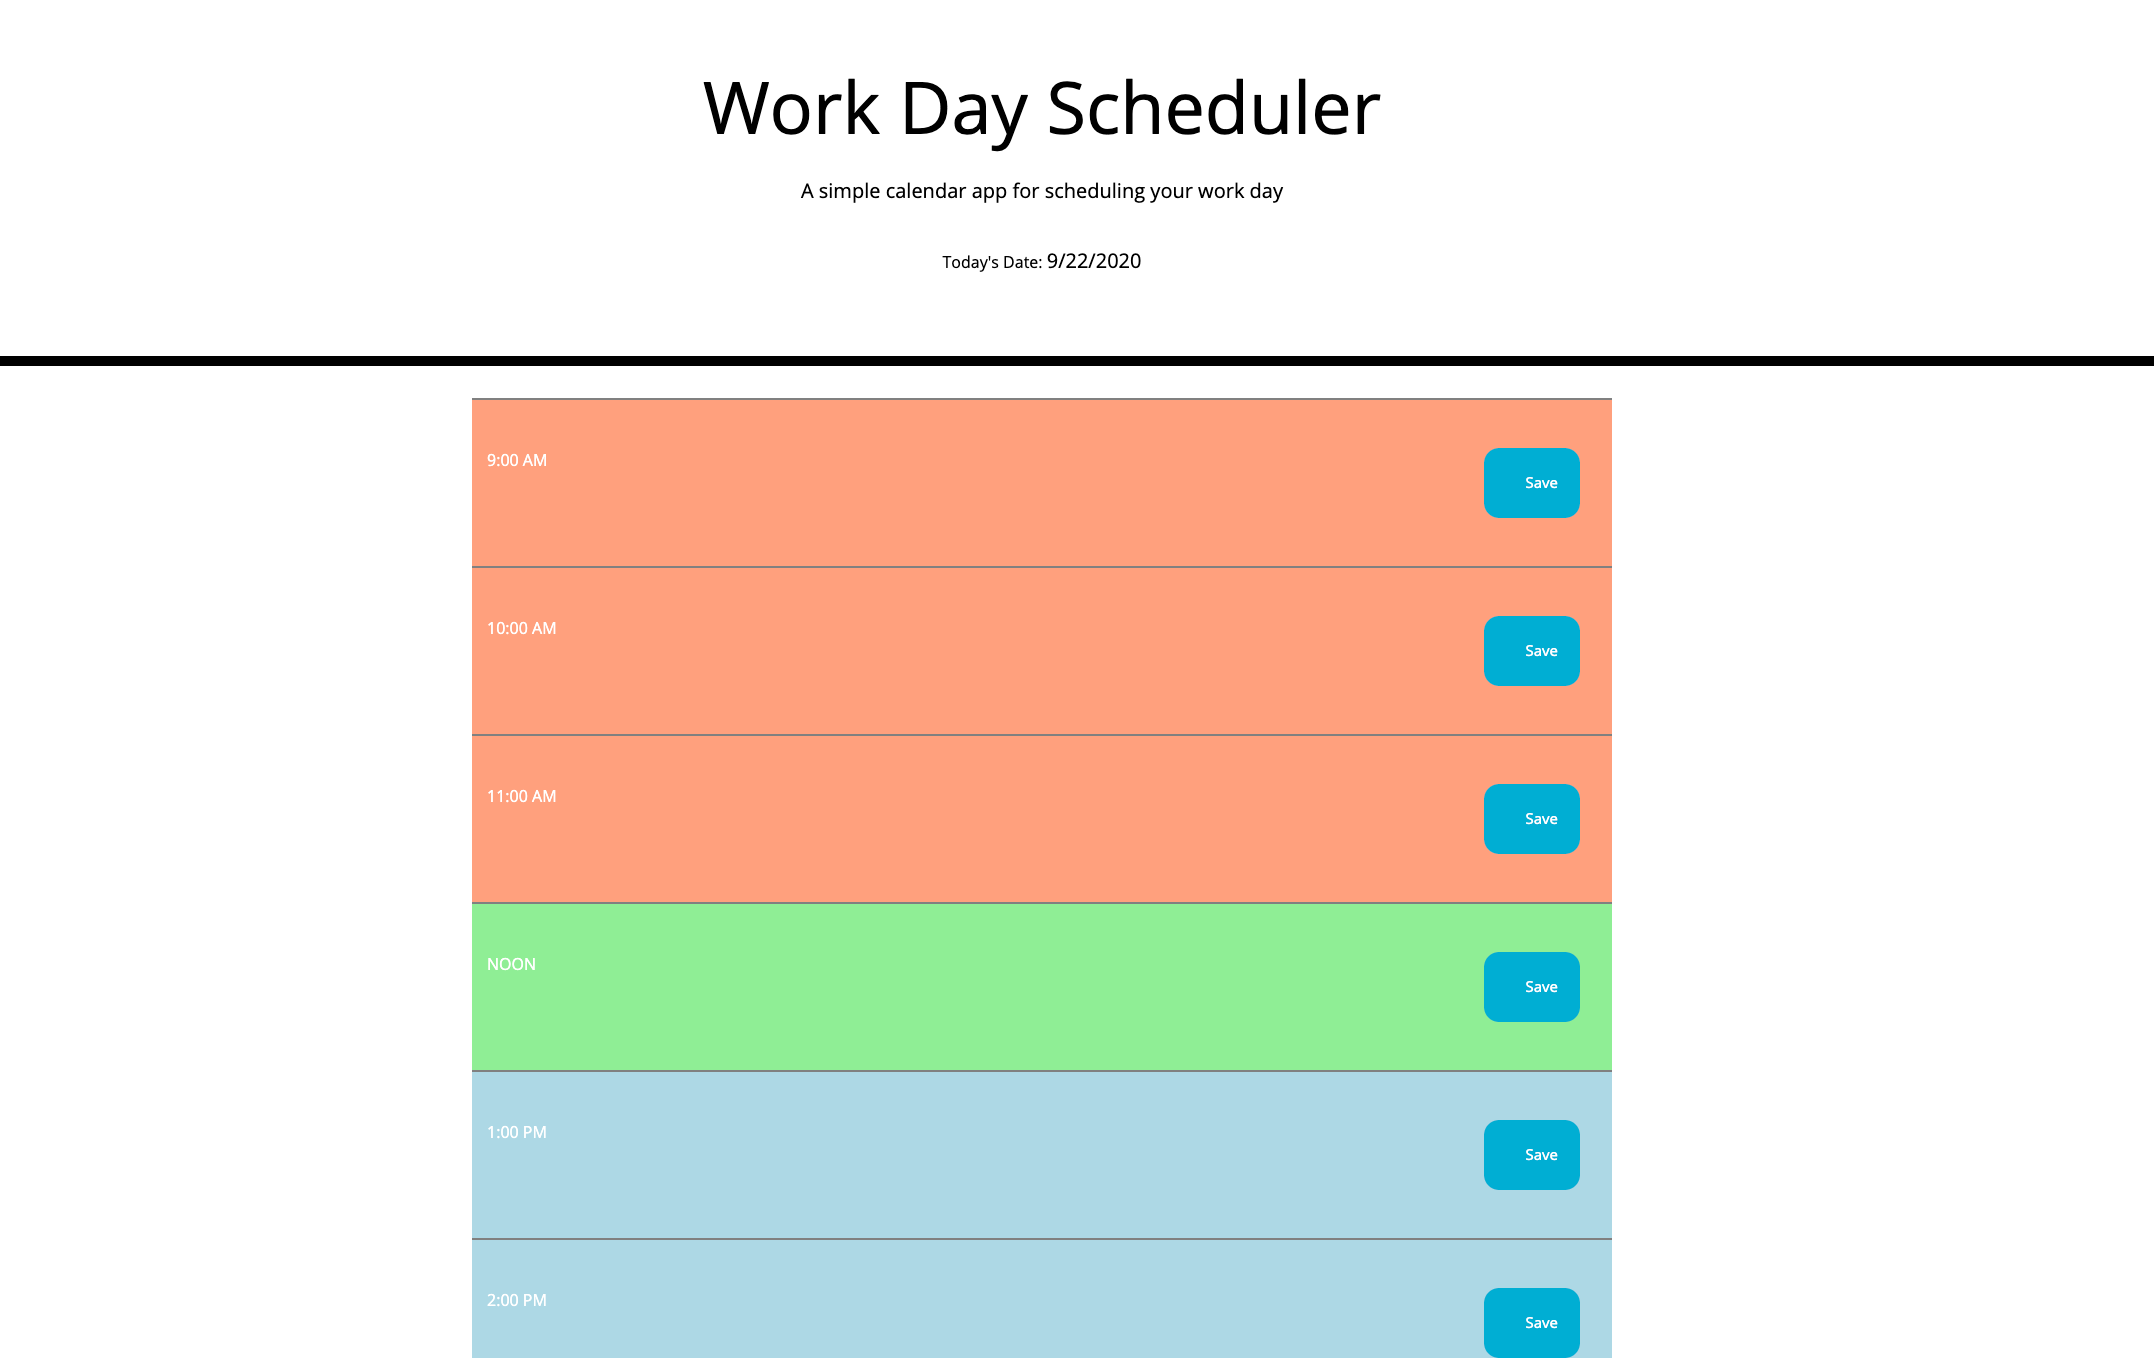 Work Day Scheduler
A simple calendar app for scheduling your work day
Today's Date: 9/22/2020
9:00 AM
Save
10:00 AM
Save
11:00 AM
Save
NOON
Save
1:00 PM
Save
2:00 PM
Save